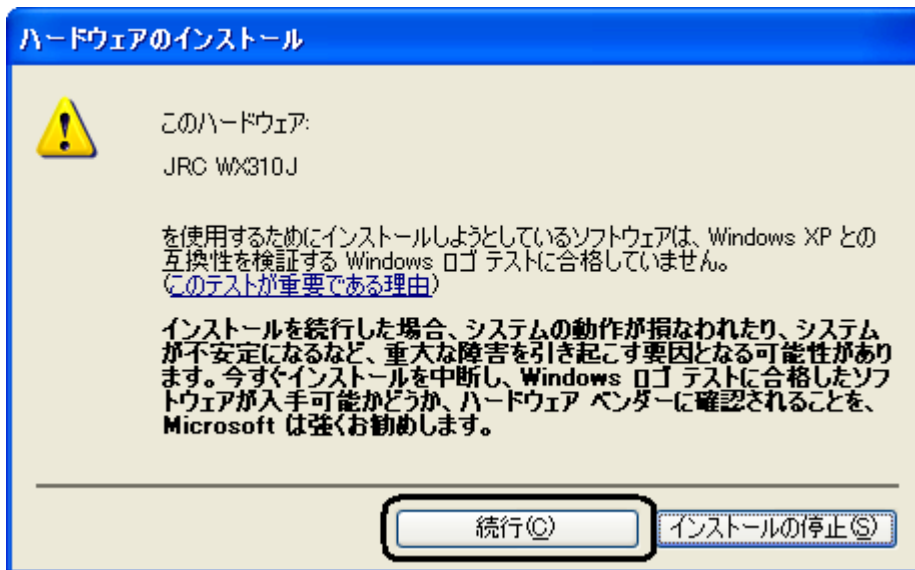 ハードウェアのインストール
このハードウェア:
JRC WX310J
を使用するためにインストールしようとしているソフトウェアは、Windows XP との
互換性を検証する Windows ロゴ テストに合格していません。
(このテストが重要である理由)
インストールを続行した場合、システムの動作が損なわれたり、システム
が不安定になるなど、重大な障害を引き起こす要因となる可能性があり
ます。今すぐインストールを中断し、Windows ロゴ テストに合格したソフ
トウェアが入手可能かどうか、ハードウェア ベンダーに確認されることを、
Microsoft は強くお勧めします。
続行(C) インストールの停止(S)